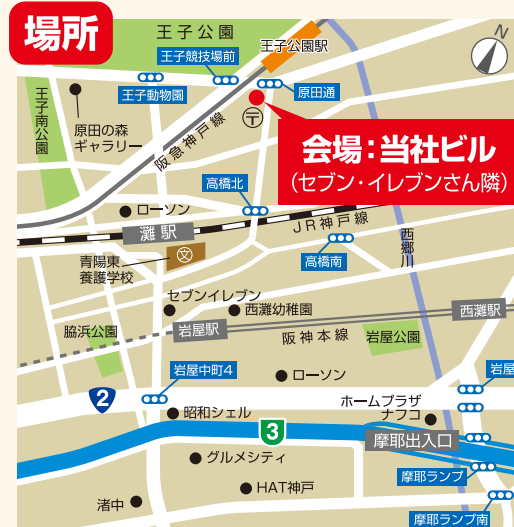 場所
王子公園
王子公園駅
N
王子競技場前
王子動物園
原田通
王子南公園
原田の森
ギャラリー
阪急神戸線
〒
会場：当社ビル
（セブン・イレブンさん隣）
高橋北
ローソン
灘駅
JR神戸線
西郷川
文
高橋南
青陽東
養護学校
セブンイレブン
西灘幼稚園
西灘駅
脇浜公園
岩屋駅
阪神本線
岩屋公園
岩屋中町4
岩屋
ローソン
2
ホームプラザ
ナフコ
昭和シェル
3
摩耶出入口
グルメシティ
摩耶ランプ
HAT神戸
渚中
摩耶ランプ南